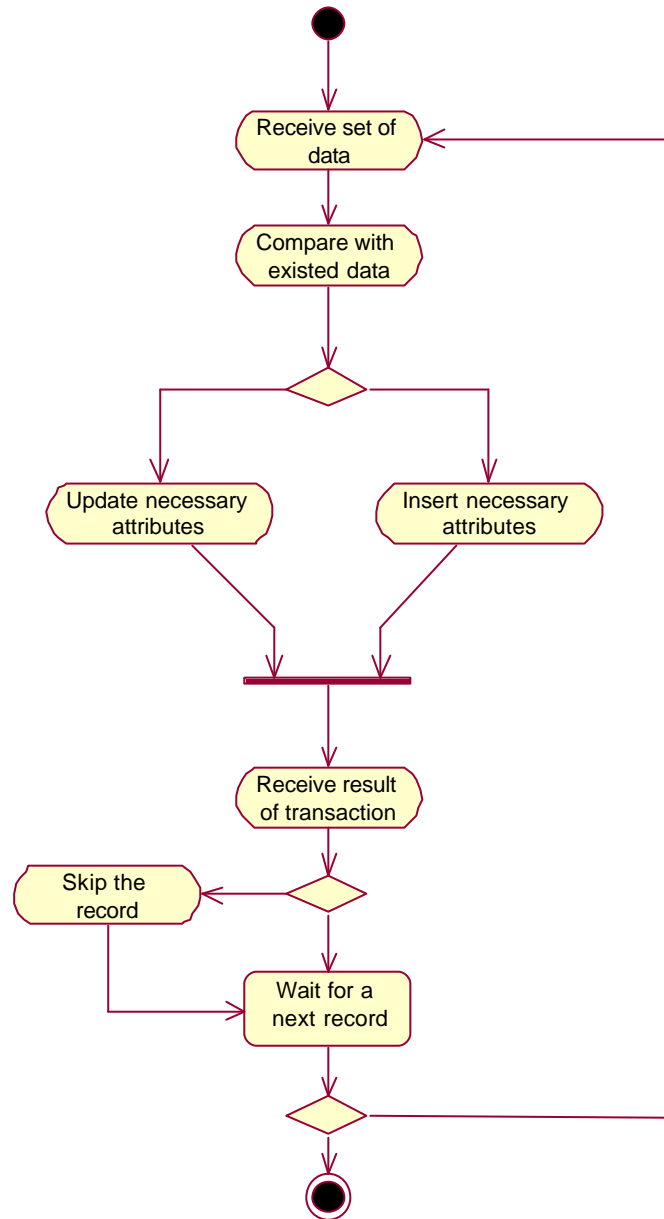 Receive set of
data
Compare with
existed data
Update necessary
attributes
Insert necessary
attributes
Receive result
of transaction
Skip the
record
Wait for a
next record